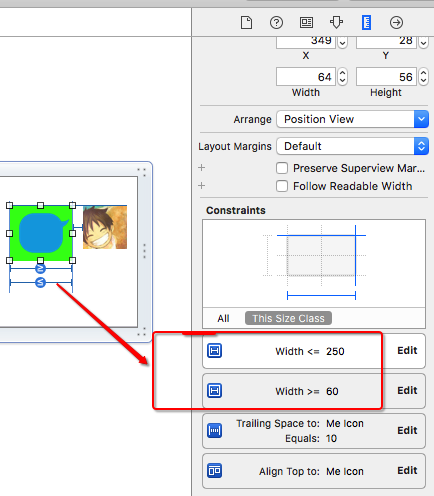 349
28
X
Y
64
56
Width
Height
Arrange
Position View
Layout Margins
Default
Preserve Superview Mar...
Follow Readable Width
Constraints
All
This Size Class
Width <= 250
Edit
Width >= 60
Edit
Trailing Space to: Me Icon
Equals: 10
Edit
Align Top to: Me Icon
Edit